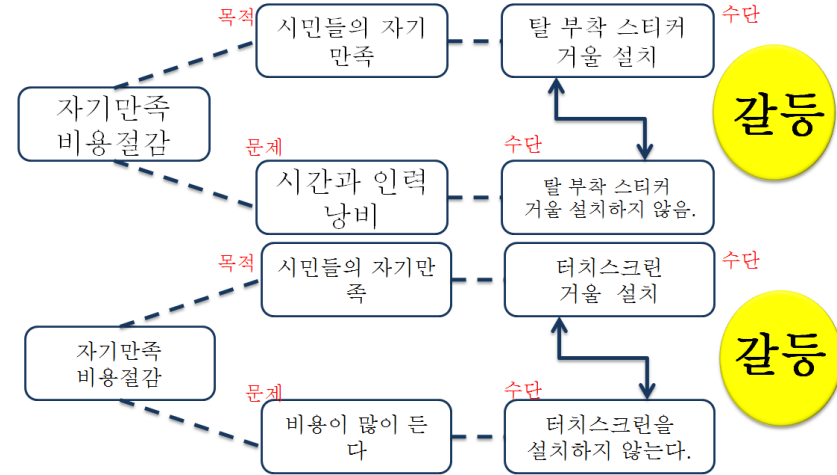 목적
시민들의 자기
만족
탈 부착 스티커
거울 설치
수단
갈등
자기만족
비용절감
문제
시간과 인력
낭비
수단
탈 부착 스티커
거울 설치하지 않음.
목적
시민들의 자기만
족
터치스크린
거울 설치
수단
갈등
자기만족
비용절감
문제
비용이 많이 든
다
수단
터치스크린을
설치하지 않는다.